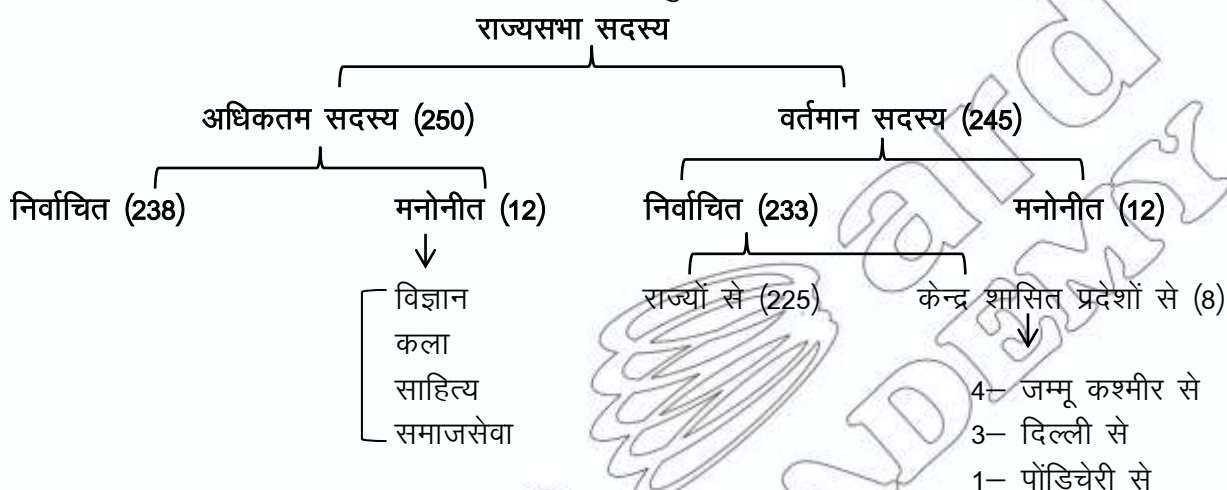 राज्यसभा सदस्य
अधिकतम सदस्य (250) वर्तमान सदस्य (245)
निर्वाचित (238) मनोनीत (12) निर्वाचित (233) मनोनीत (12)
विज्ञान राज्यों से (225) केन्द्र शासित प्रदेशों से (8)
कला
साहित्य 4– जम्मू कश्मीर से
समाजसेवा 3– दिल्ली से
1– पोंडिचेरी से